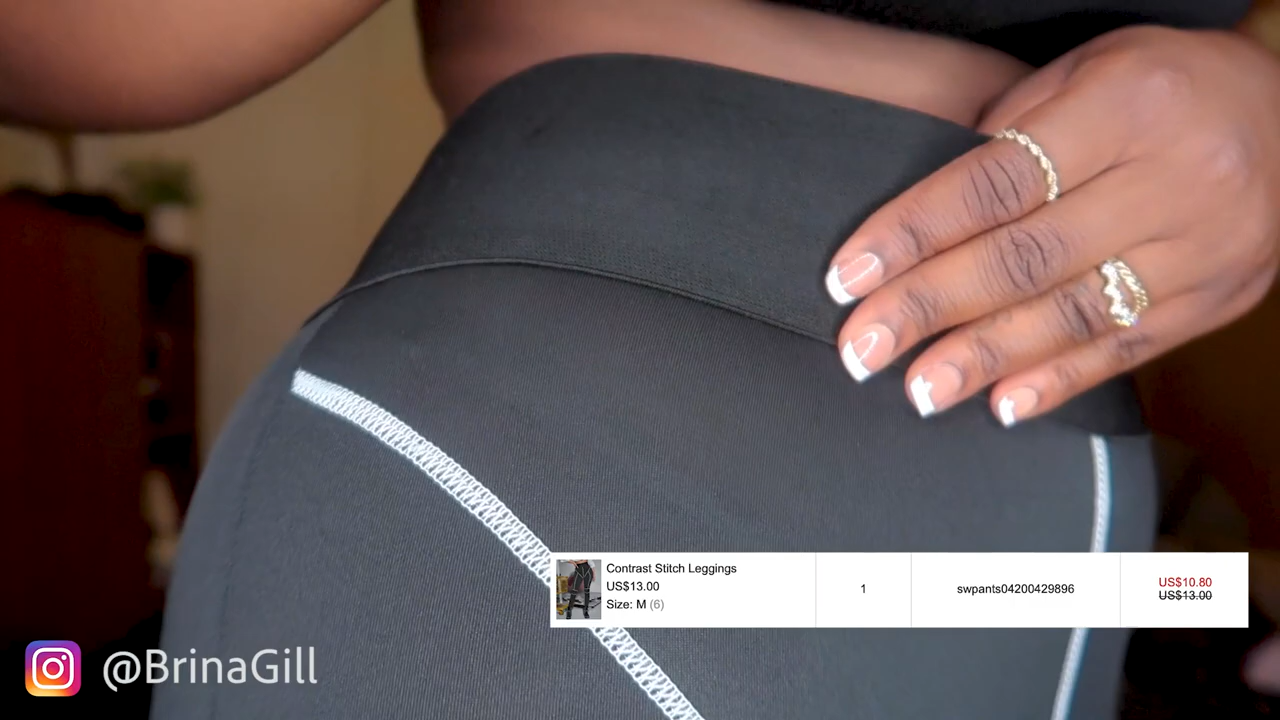 Contrast Stitch Leggings
US$13.00
Size: M (6)
1
swpants04200429896
US$10.80
US$13.00
@BrinaGill